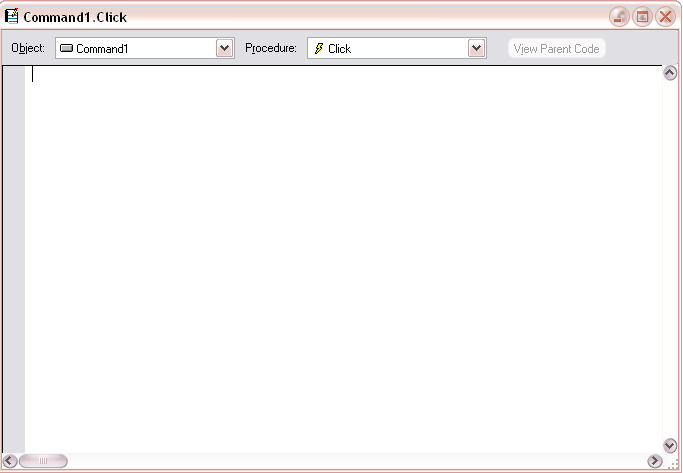 Command1.Click
Object: Command1 Procedure: Click View Parent Code